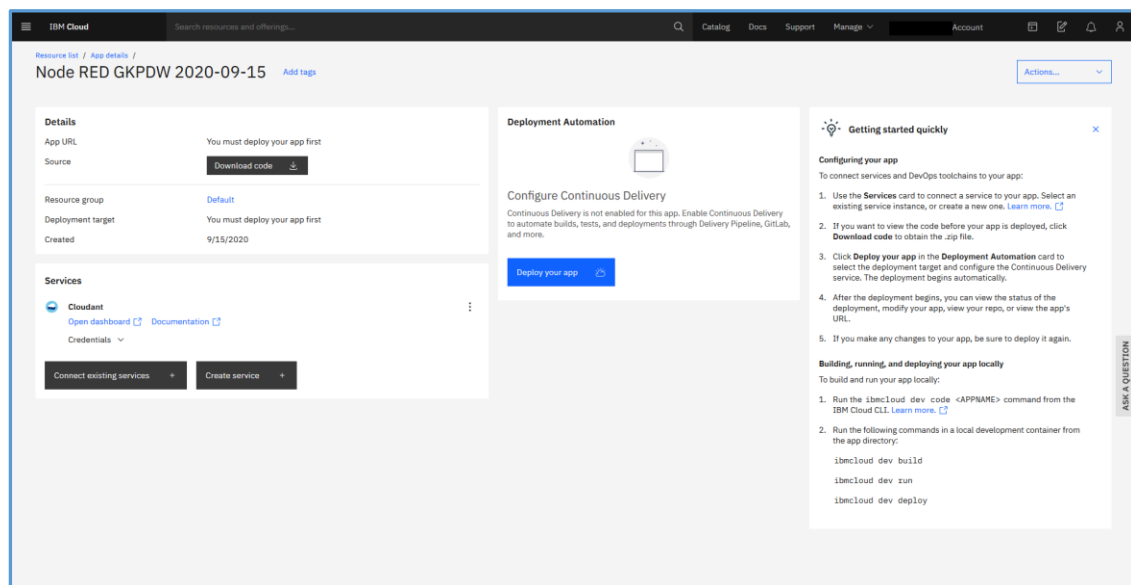 IBM Cloud
Search resources and offerings...
Catalog
Docs
Support
Manage
Account
Resource list / App details /
Node RED GKPDW 2020-09-15
Add tags
Actions...
Details
App URL
You must deploy your app first
Source
Download code
Resource group
Default
Deployment target
You must deploy your app first
Created
9/15/2020
Services
Cloudant
Open dashboard
Documentation
Credentials
Connect existing services +
Create service +
Deployment Automation
Configure Continuous Delivery
Continuous Delivery is not enabled for this app. Enable Continuous Delivery
to automate builds, tests, and deployments through Delivery Pipeline, GitLab,
and more.
Deploy your app
Getting started quickly
Configuring your app
To connect services and DevOps toolchains to your app:
1. Use the Services card to connect a service to your app. Select an
existing service instance, or create a new one. Learn more.
2. If you want to view the code before your app is deployed, click
Download code to obtain the .zip file.
3. Click Deploy your app in the Deployment Automation card to
select the deployment target and configure the Continuous Delivery
service. The deployment begins automatically.
4. After the deployment begins, you can view the status of the
deployment, modify your app, view your repo, or view the app's
URL.
5. If you make any changes to your app, be sure to deploy it again.
Building, running, and deploying your app locally
To build and run your app locally:
1. Run the ibmcloud dev code <APPNAME> command from the
IBM Cloud CLI. Learn more.
2. Run the following commands in a local development container from
the app directory:
ibmcloud dev build
ibmcloud dev run
ibmcloud dev deploy
ASK A QUESTION